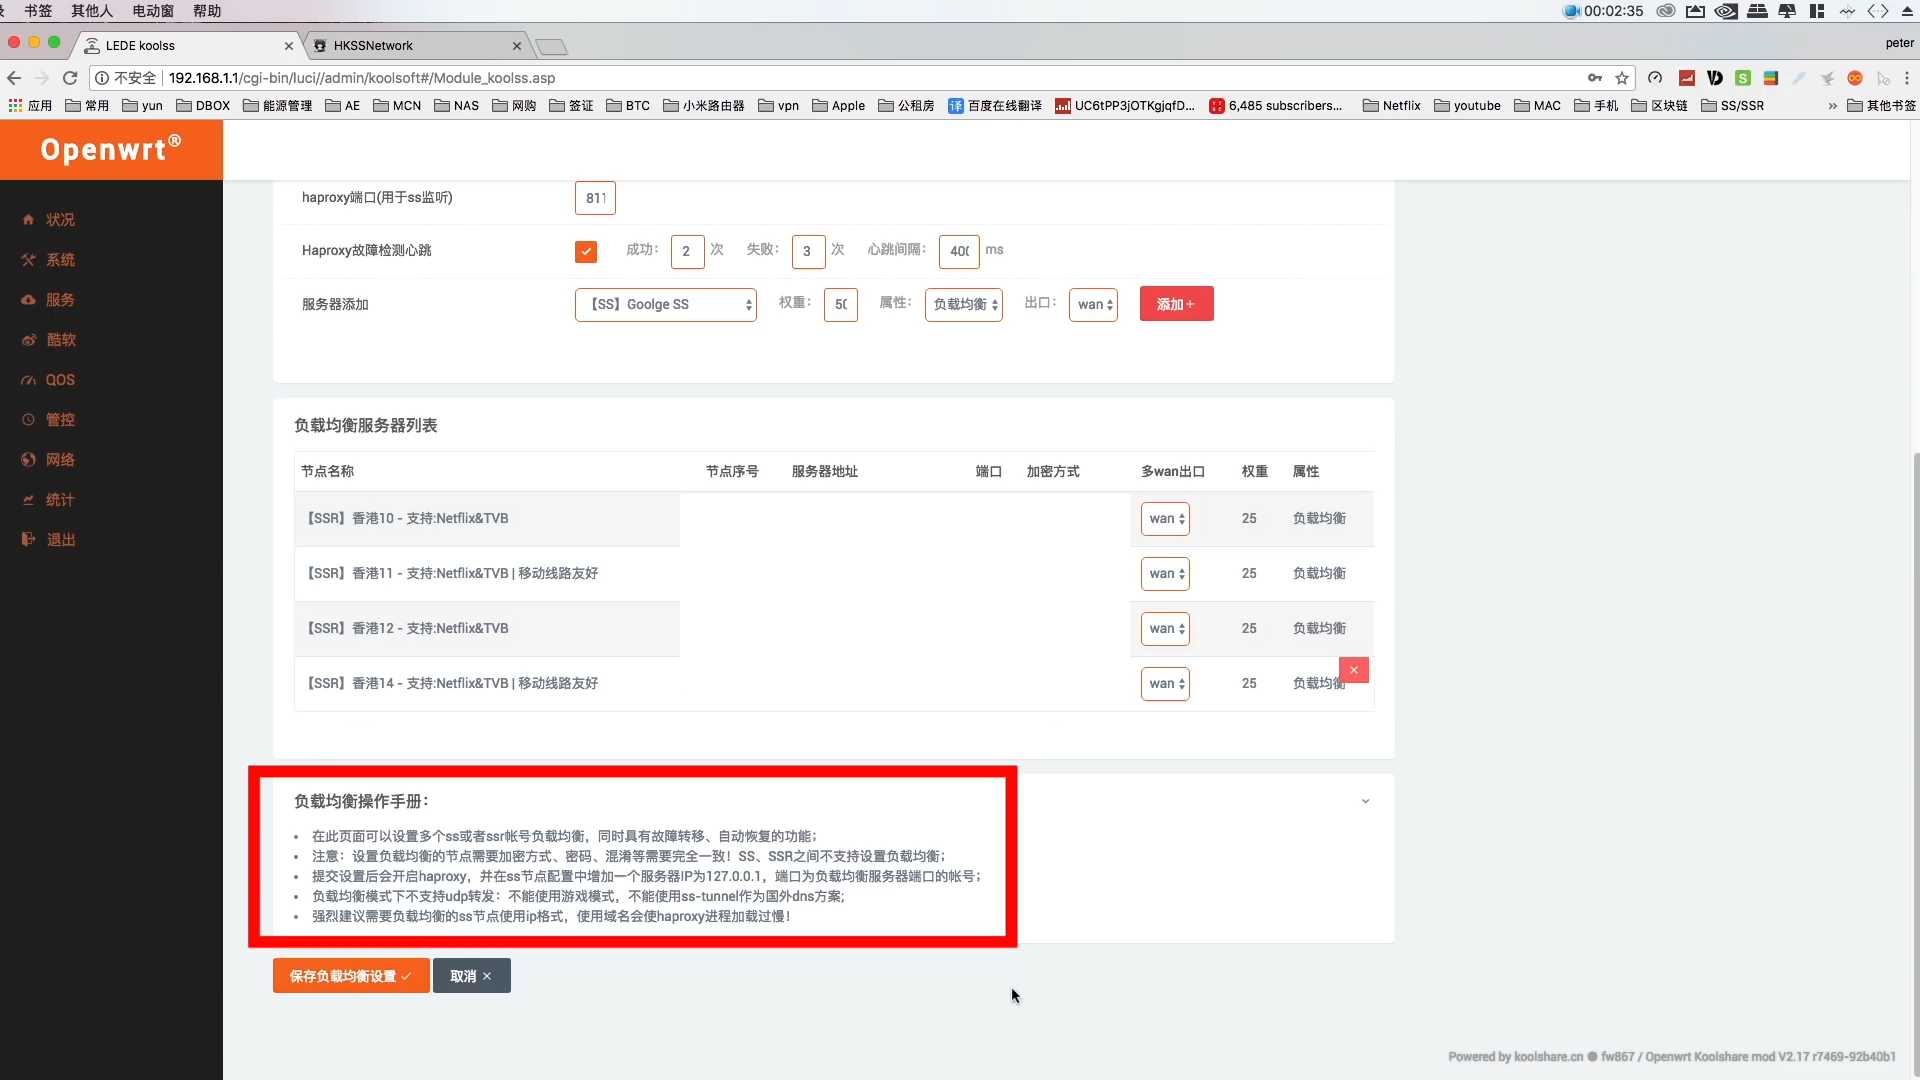 录 书签 其他人 电动窗 帮助
00:02:35
LEDE koolss
HKSSNetwork
peter
不安全 192.168.1.1/cgi-bin/luci//admin/koolsoft#/Module_koolss.asp
应用 常用 yun DBOX 能源管理 AE MCN NAS 网购 签证 BTC 小米路由器 vpn Apple 公租房 百度在线翻译 UC6tPP3jOTKgjqfD... 6,485 subscribers... Netflix youtube MAC 手机 区块链 SS/SSR » 其他书签
Openwrt®
状况
系统
服务
酷软
QOS
管控
网络
统计
退出
haproxy端口(用于ss监听) 811
Haproxy故障检测心跳 成功: 2 次 失败: 3 次 心跳间隔: 400 ms
服务器添加 【SS】Goolge SS 权重: 50 属性: 负载均衡 出口: wan 添加+
负载均衡服务器列表
节点名称 节点序号 服务器地址 端口 加密方式 多wan出口 权重 属性
【SSR】香港10 - 支持:Netflix&TVB wan 25 负载均衡
【SSR】香港11 - 支持:Netflix&TVB | 移动线路友好 wan 25 负载均衡
【SSR】香港12 - 支持:Netflix&TVB wan 25 负载均衡
【SSR】香港14 - 支持:Netflix&TVB | 移动线路友好 wan 25 负载均衡
负载均衡操作手册：
• 在此页面可以设置多个ss或者ssr帐号负载均衡，同时具有故障转移、自动恢复的功能；
• 注意：设置负载均衡的节点需要加密方式、密码、混淆等需要完全一致！SS、SSR之间不支持设置负载均衡；
• 提交设置后会开启haproxy，并在ss节点配置中增加一个服务器IP为127.0.0.1，端口为负载均衡服务器端口的帐号；
• 负载均衡模式下不支持udp转发：不能使用游戏模式，不能使用ss-tunnel作为国外dns方案;
• 强烈建议需要负载均衡的ss节点使用ip格式，使用域名会使haproxy进程加载过慢！
保存负载均衡设置 取消
Powered by koolshare.cn fw867 / Openwrt Koolshare mod V2.17 r7469-92b40b1